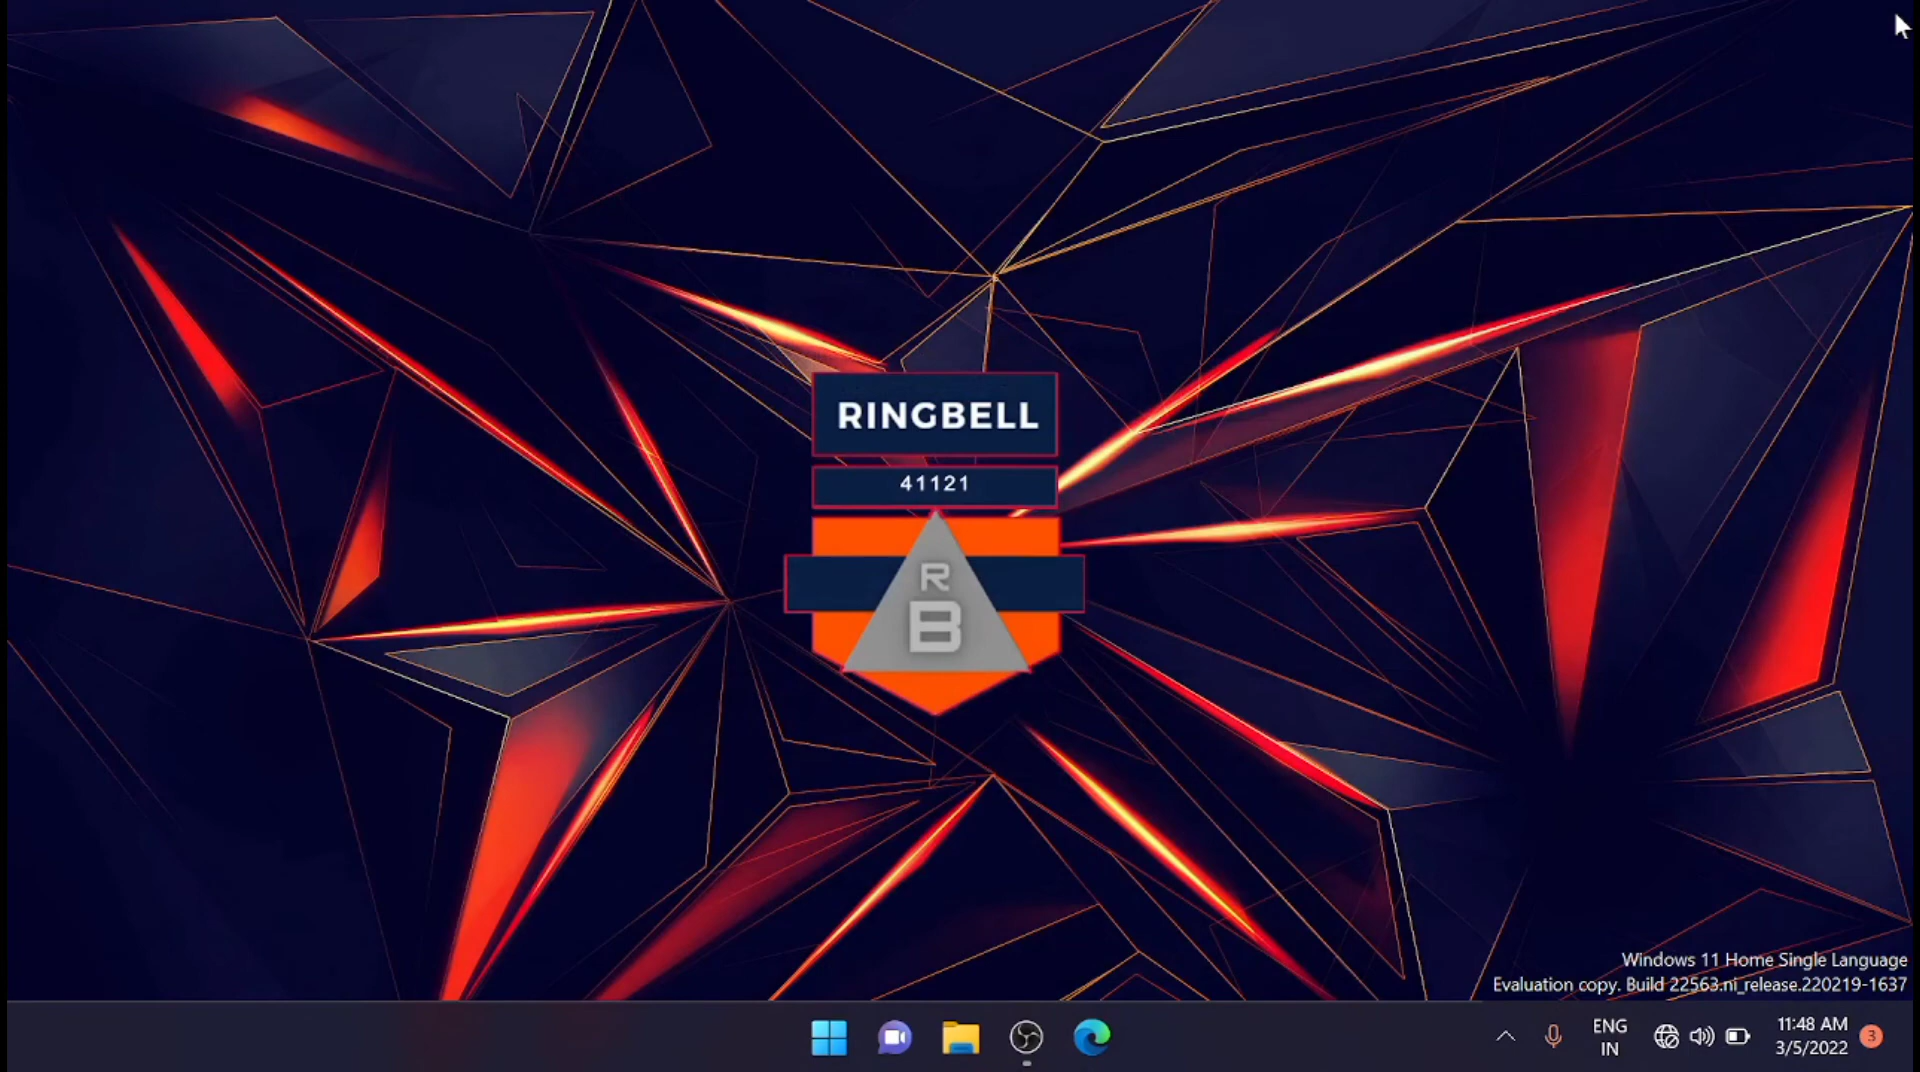 RINGBELL
41121
R
B
Windows 11 Home Single Language
Evaluation copy. Build 22563.ni_release.220219-1637
ENG
IN
11:48 AM
3/5/2022
3